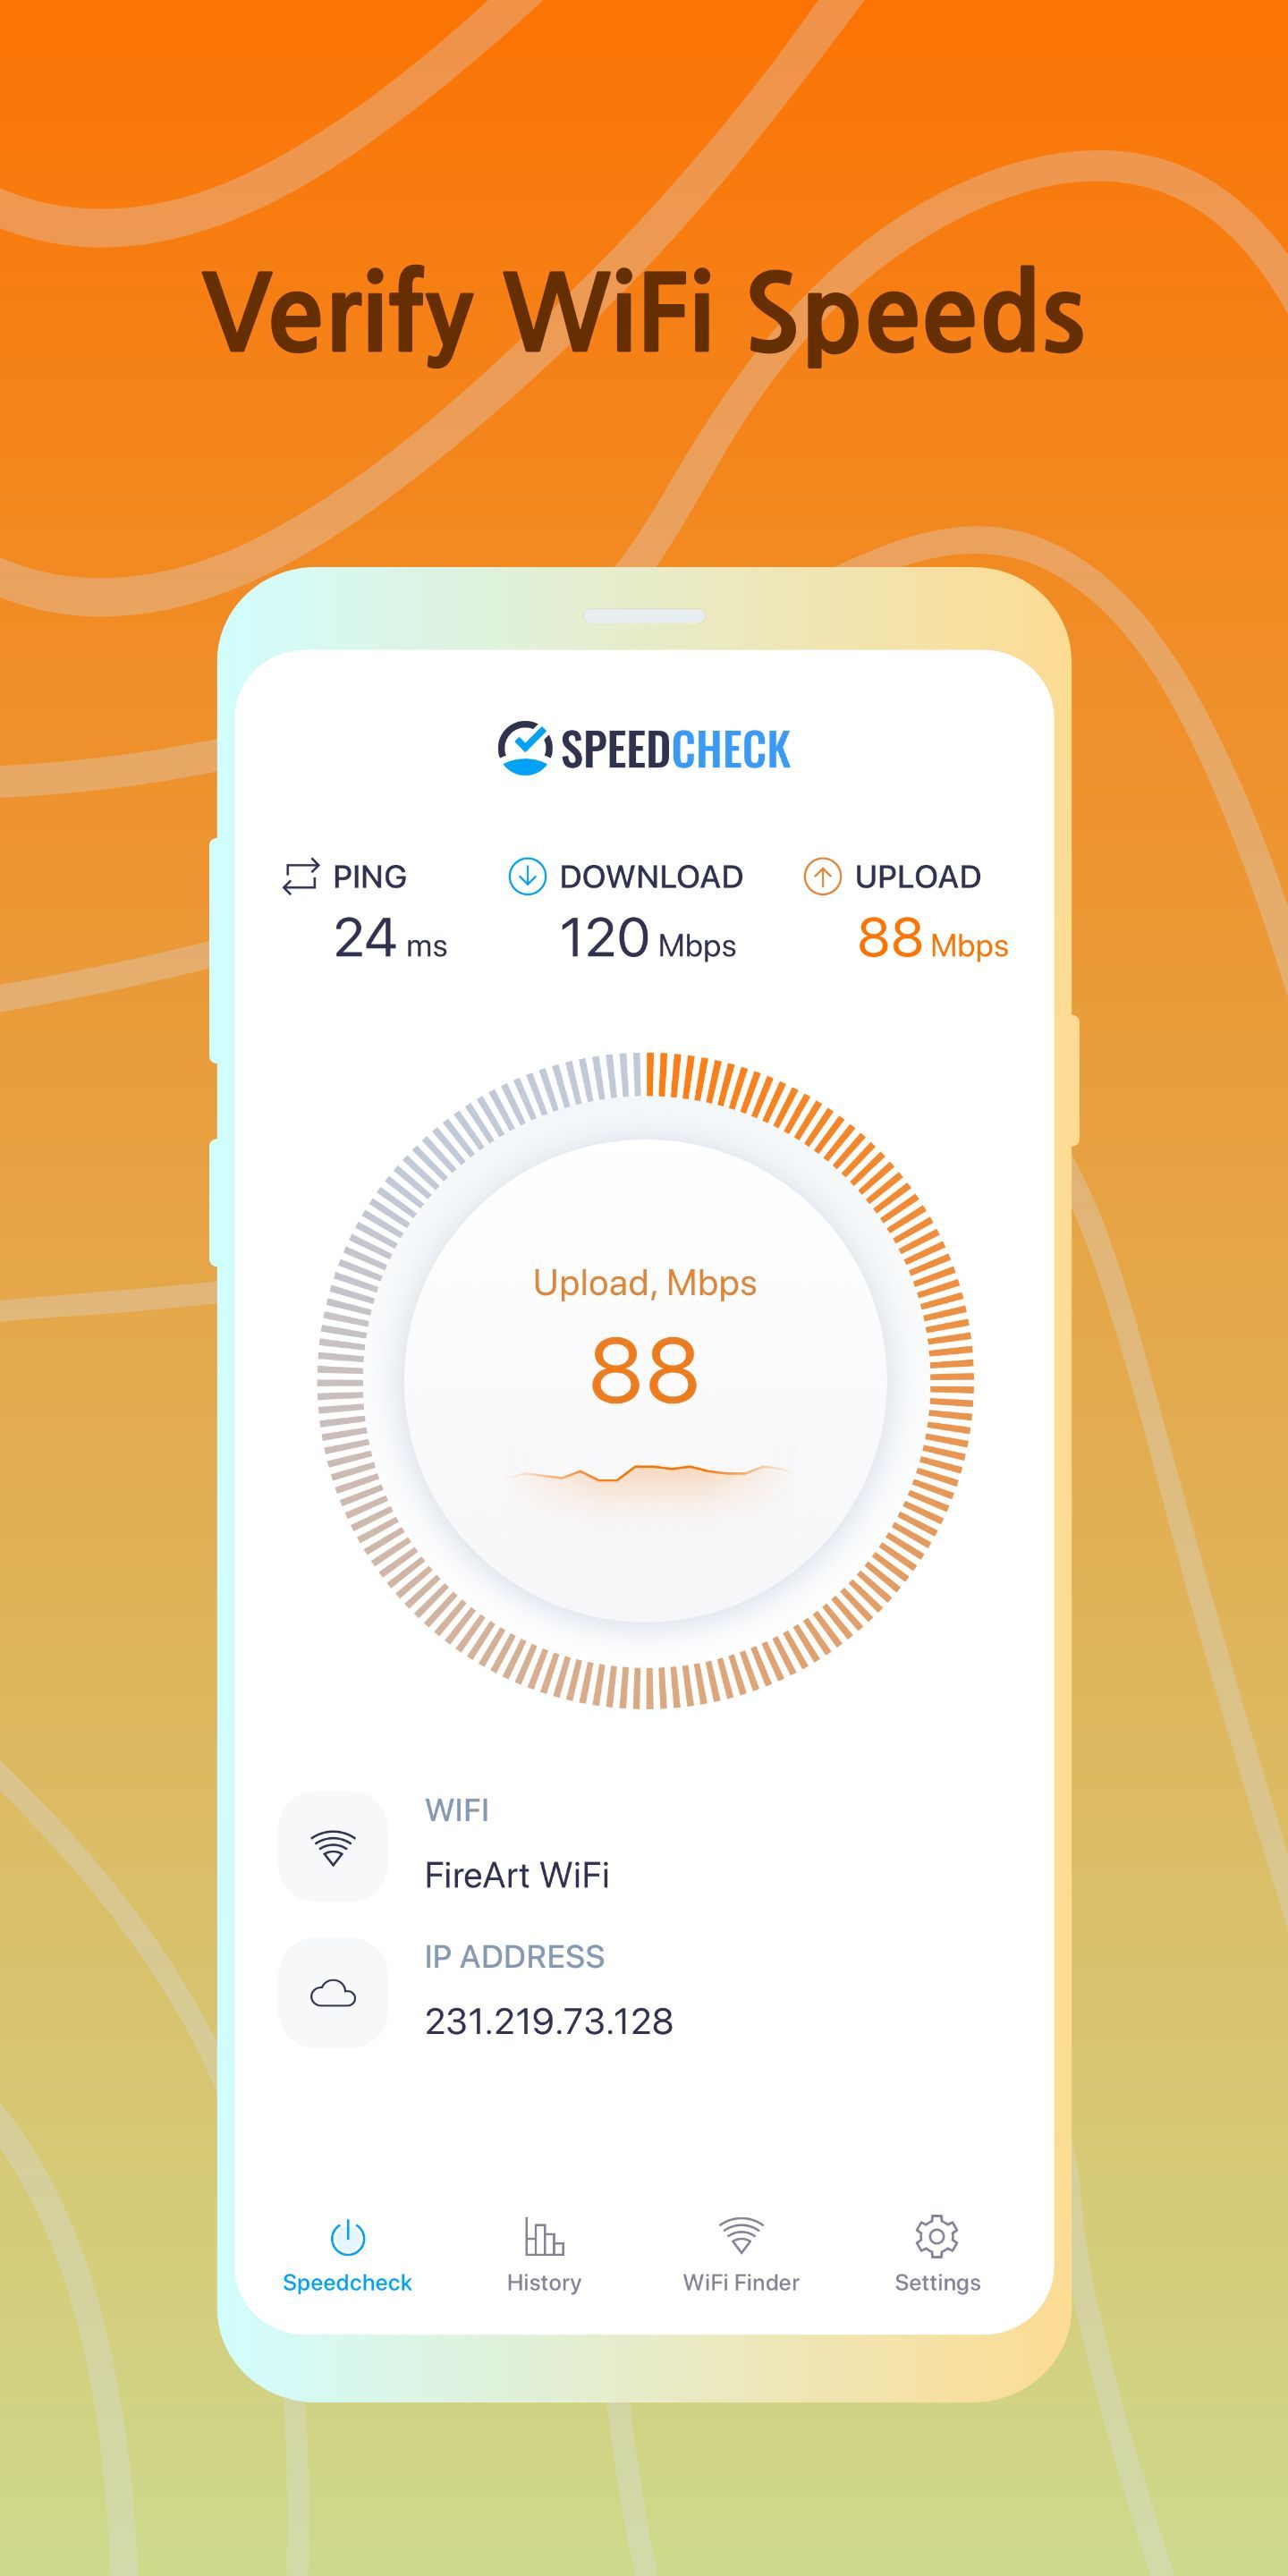 Verify WiFi Speeds
SPEEDCHECK
PING DOWNLOAD UPLOAD
24 ms 120 Mbps 88 Mbps
Upload, Mbps
88
WIFI
FireArt WiFi
IP ADDRESS
231.219.73.128
Speedcheck History WiFi Finder Settings